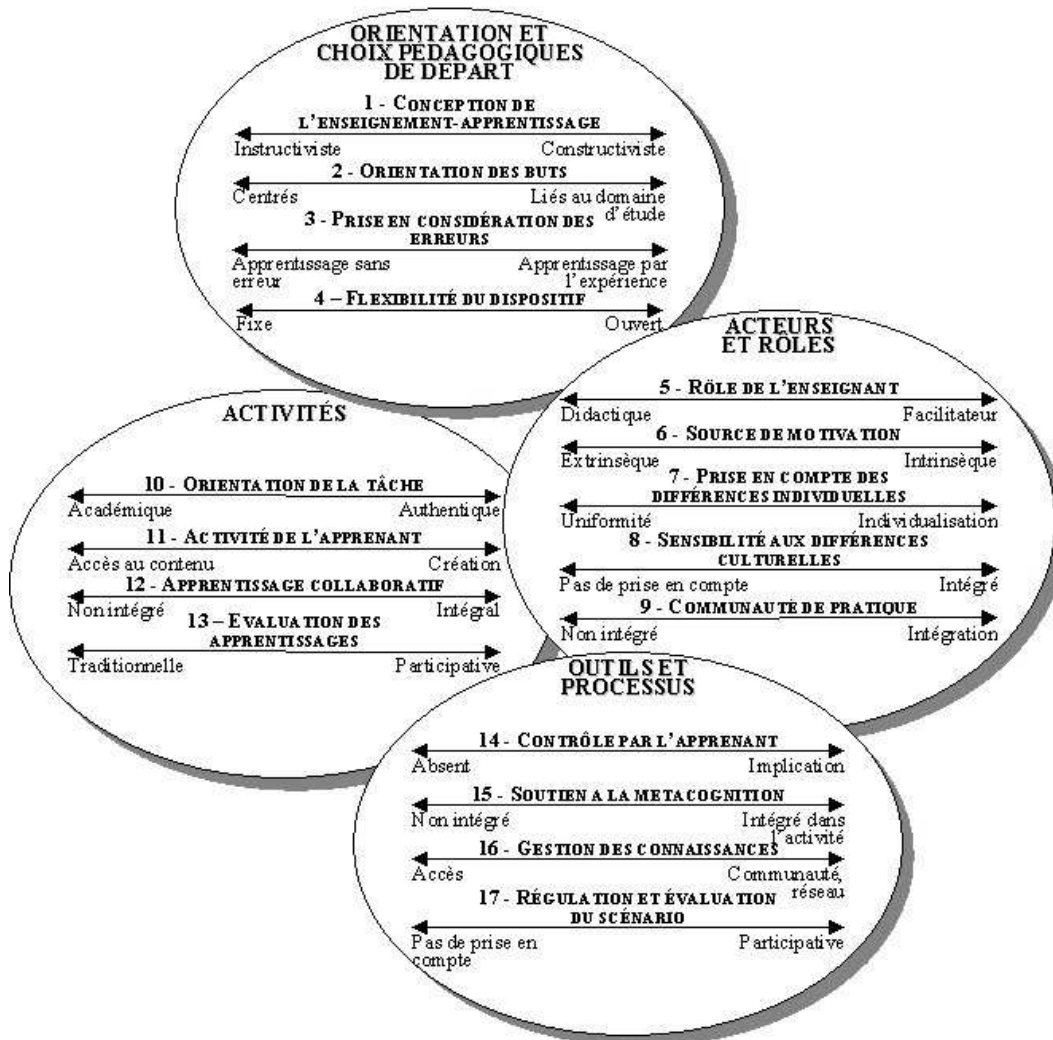 ORIENTATION ET
CHOIX PÉDAGOGIQUES
DE DÉPART
1 - CONCEPTION DE
L'ENSEIGNEMENT-APPRENTISSAGE
Instructiviste Constructiviste
2 - ORIENTATION DES BUTS
Centrés Liés au domaine
d'étude
3 - PRISE EN CONSIDÉRATION DES
ERREURS
Apprentissage sans Apprentissage par
erreur l'expérience
4 – FLEXIBILITÉ DU DISPOSITIF
Fixe Ouvert
ACTEURS
ET RÔLES
5 - RÔLE DE L'ENSEIGNANT
Didactique Facilitateur
6 - SOURCE DE MOTIVATION
Extrinsèque Intrinsèque
7 - PRISE EN COMPTE DES
DIFFÉRENCES INDIVIDUELLES
Uniformité Individualisation
8 - SENSIBILITÉ AUX DIFFÉRENCES
CULTURELLES
Pas de prise en compte Intégré
9 - COMMUNAUTÉ DE PRATIQUE
Non intégré Intégration
ACTIVITÉS
10 - ORIENTATION DE LA TÂCHE
Académique Authentique
11 - ACTIVITÉ DE L'APPRENANT
Accès au contenu Création
12 - APPRENTISSAGE COLLABORATIF
Non intégré Intégral
13 – EVALUATION DES
APPRENTISSAGES
Traditionnelle Participative
OUTILS ET
PROCESSUS
14 - CONTRÔLE PAR L'APPRENANT
Absent Implication
15 - SOUTIEN A LA METACOGNITION
Non intégré Intégré dans
l'activité
16 - GESTION DES CONNAISSANCES
Accès Communauté,
réseau
17 - RÉGULATION ET ÉVALUATION
DU SCÉNARIO
Pas de prise en Participative
compte